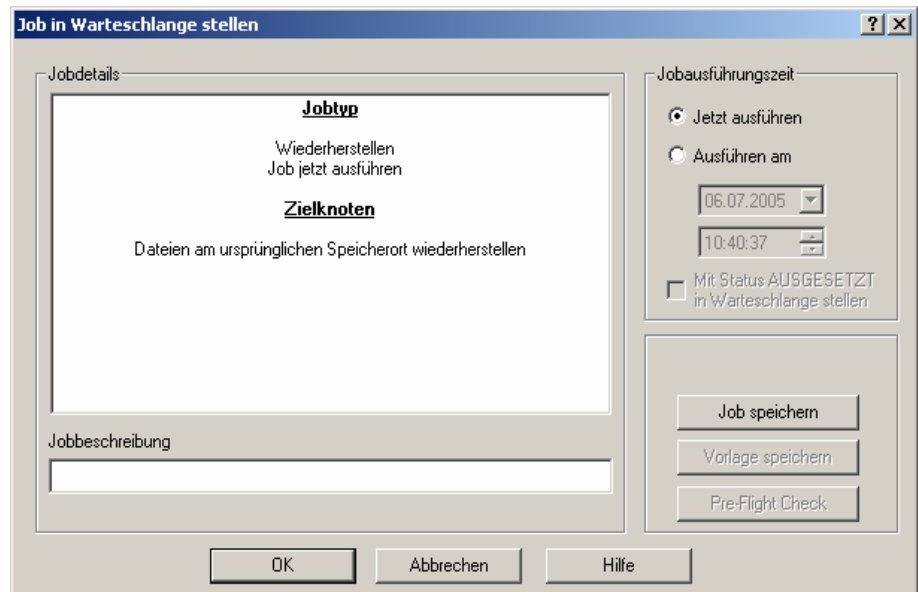 Job in Warteschlange stellen
Jobdetails
Jobtyp
Wiederherstellen
Job jetzt ausführen
Zielknoten
Dateien am ursprünglichen Speicherort wiederherstellen
Jobbeschreibung
Jobausführungszeit
Jetzt ausführen
Ausführen am
06.07.2005
10:40:37
Mit Status AUSGESETZT
in Warteschlange stellen
Job speichern
Vorlage speichern
Pre-Flight Check
OK
Abbrechen
Hilfe